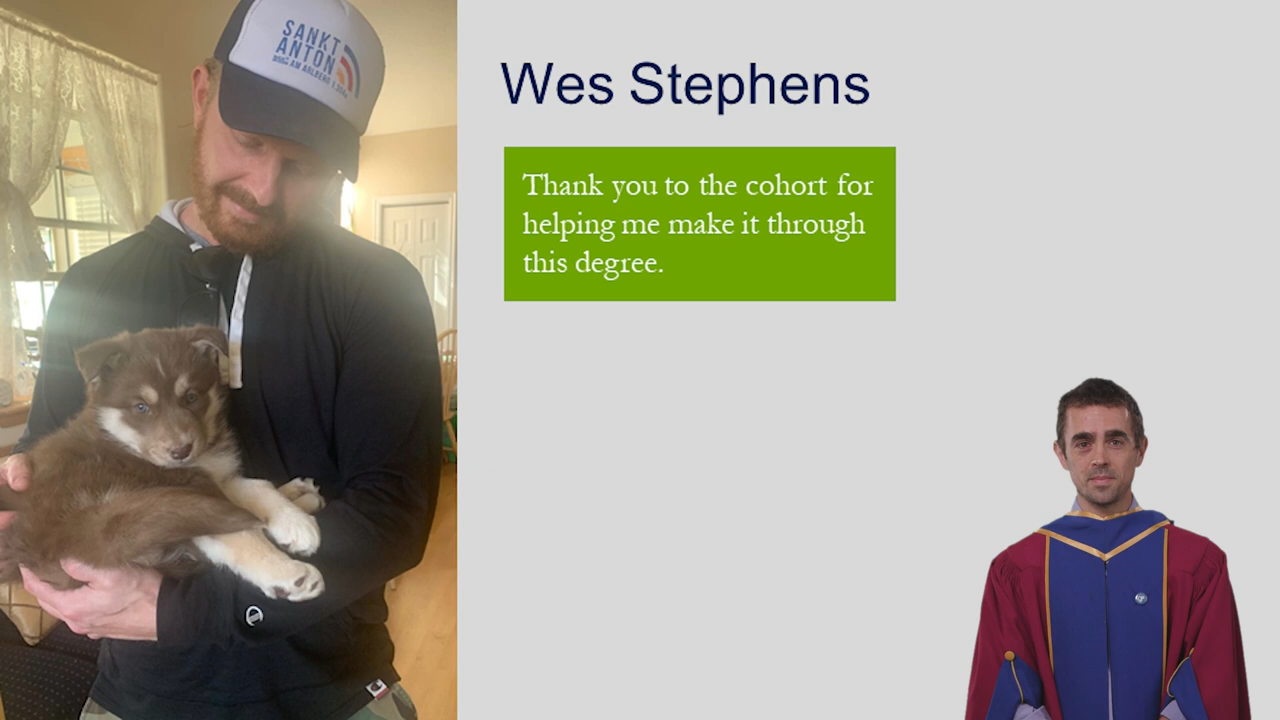 SANKT
ANTON
Wes Stephens
Thank you to the cohort for
helping me make it through
this degree.